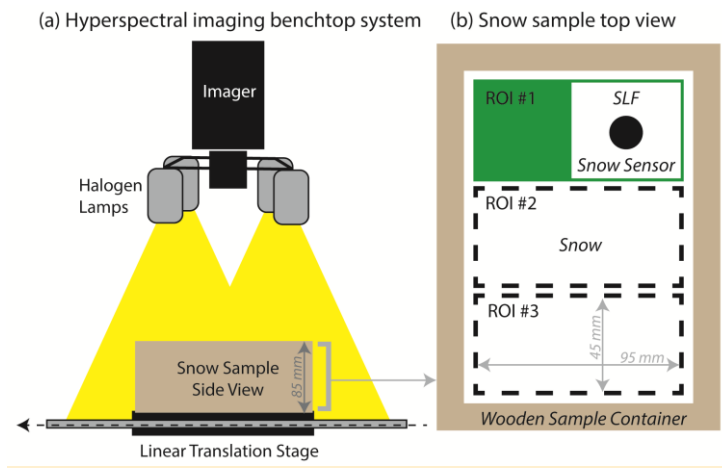 (a) Hyperspectral imaging benchtop system
Imager
Halogen
Lamps
Snow Sample
Side View
85 mm
Linear Translation Stage
(b) Snow sample top view
ROI #1
SLF
Snow Sensor
ROI #2
Snow
ROI #3
45 mm
95 mm
Wooden Sample Container